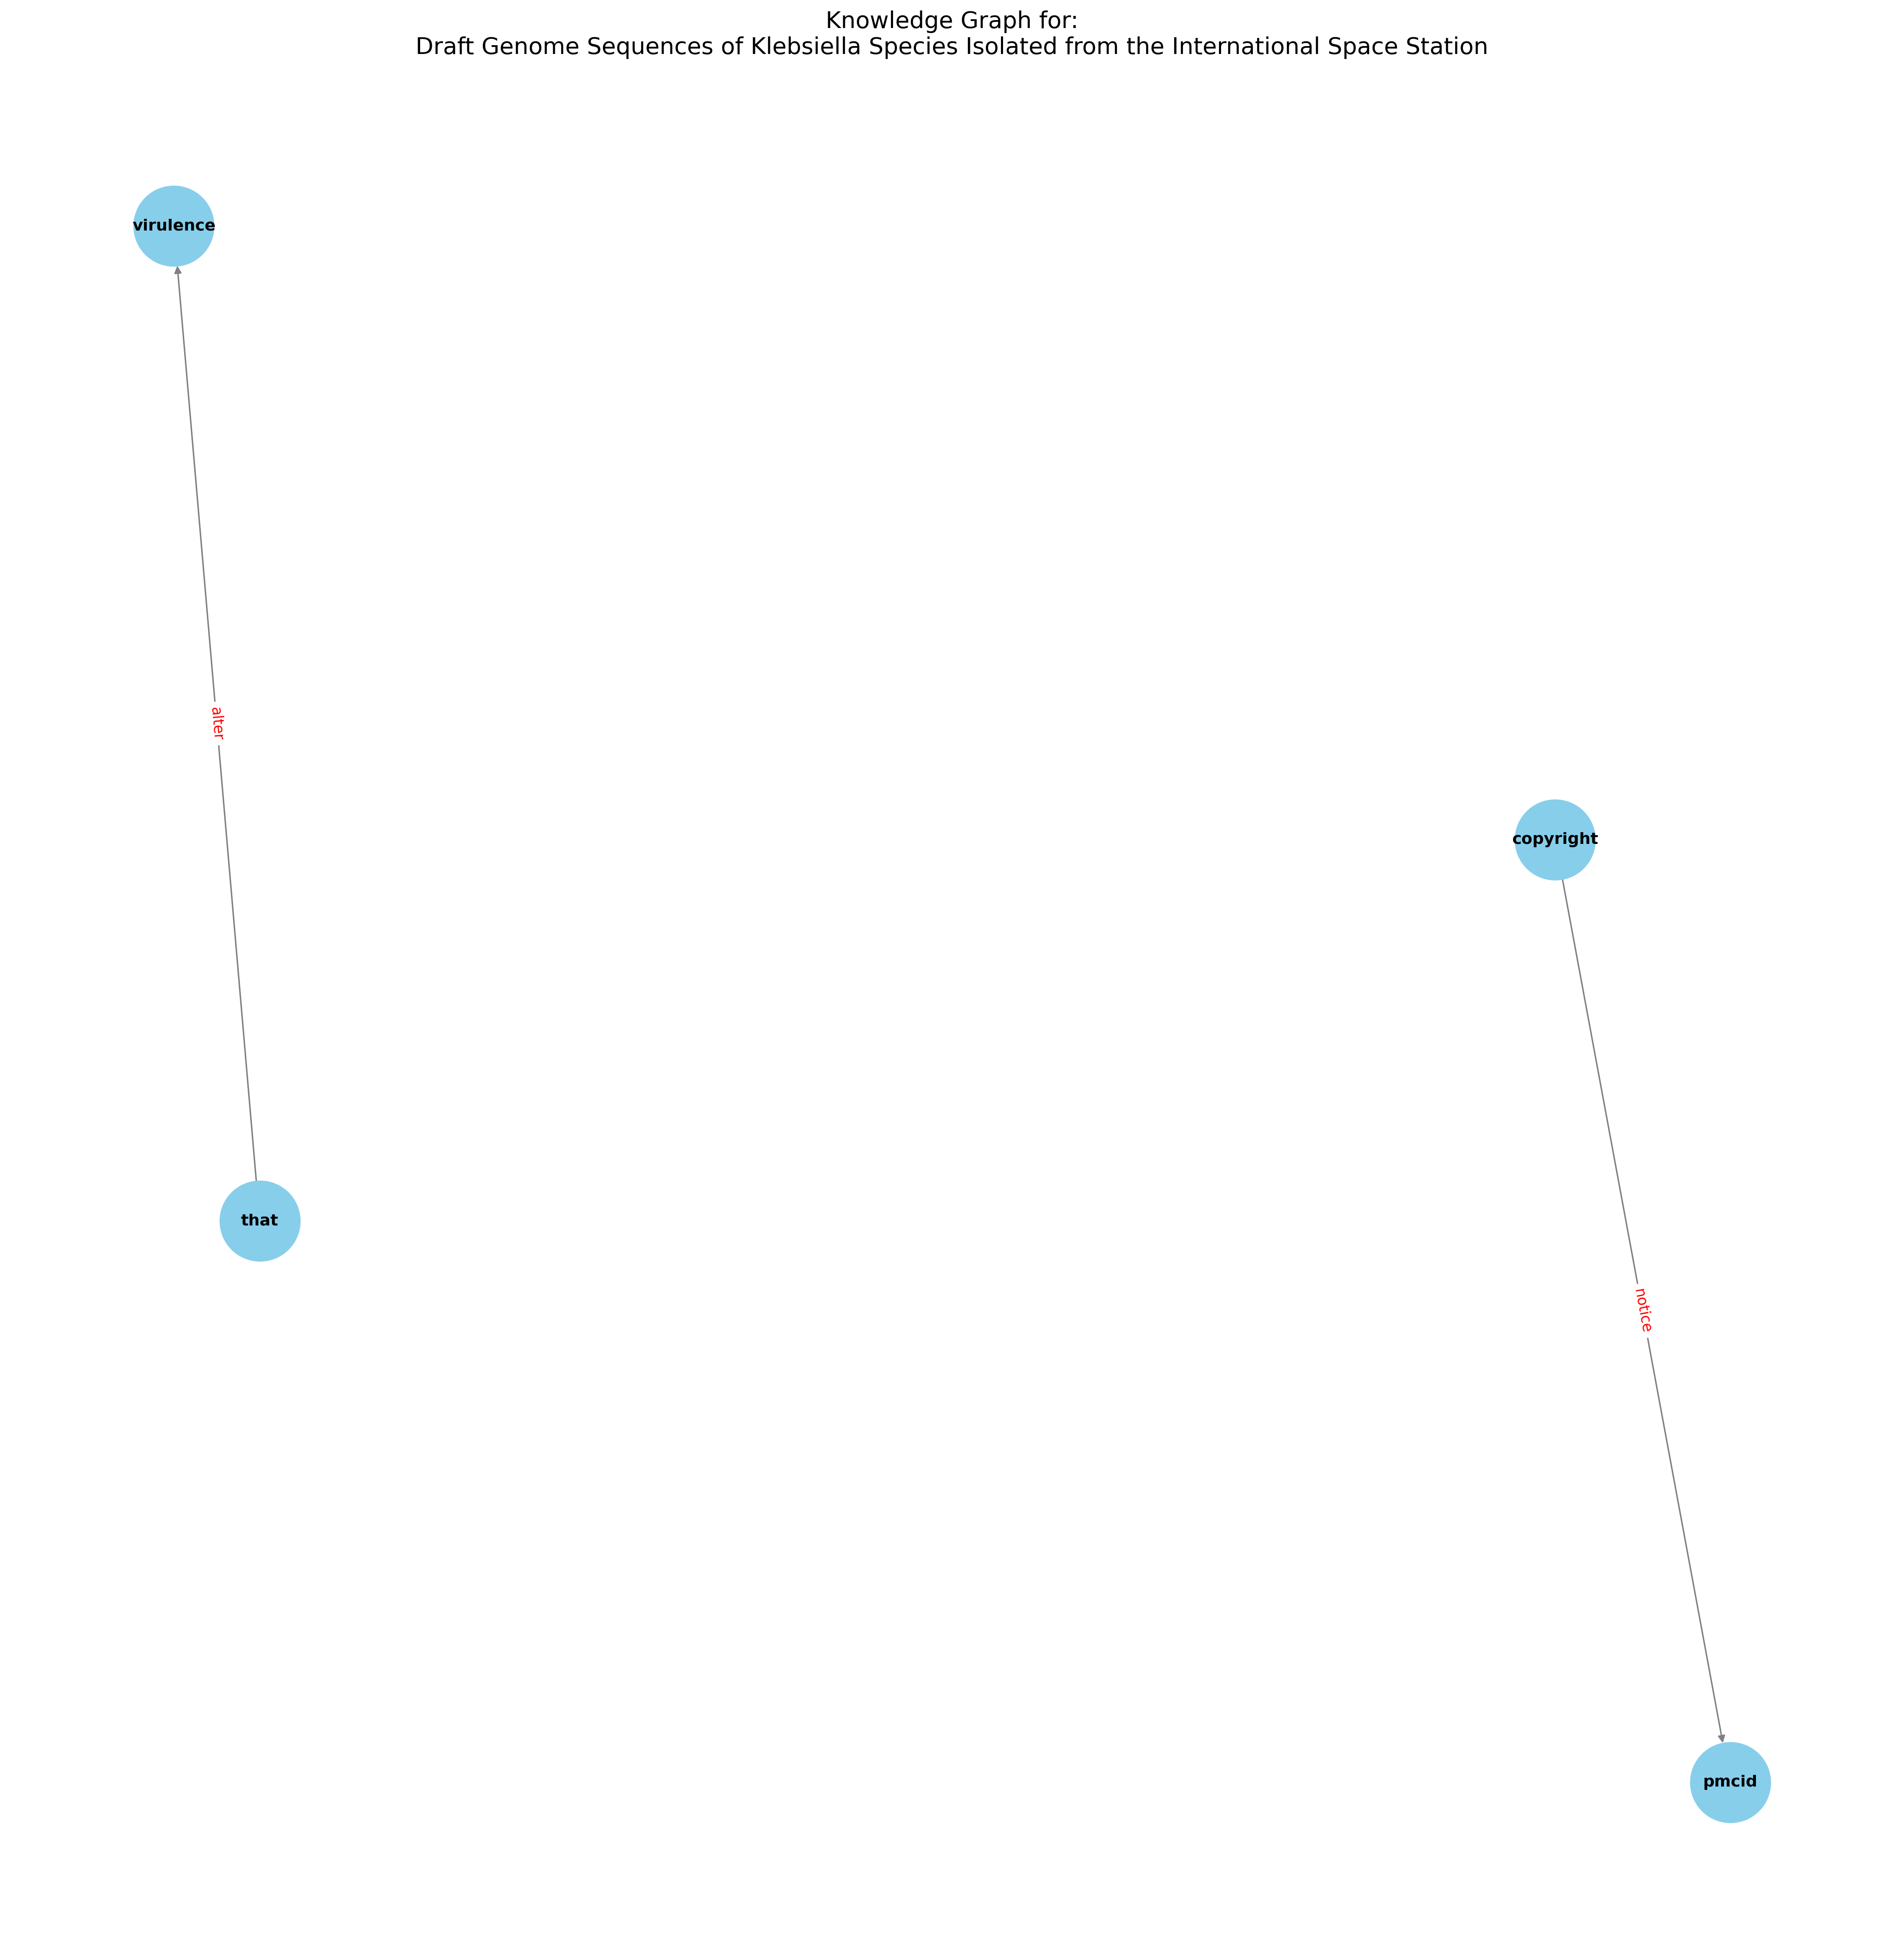 Knowledge Graph for:
Draft Genome Sequences of Klebsiella Species Isolated from the International Space Station
virulence
alter
copyright
that
notice
pmcid